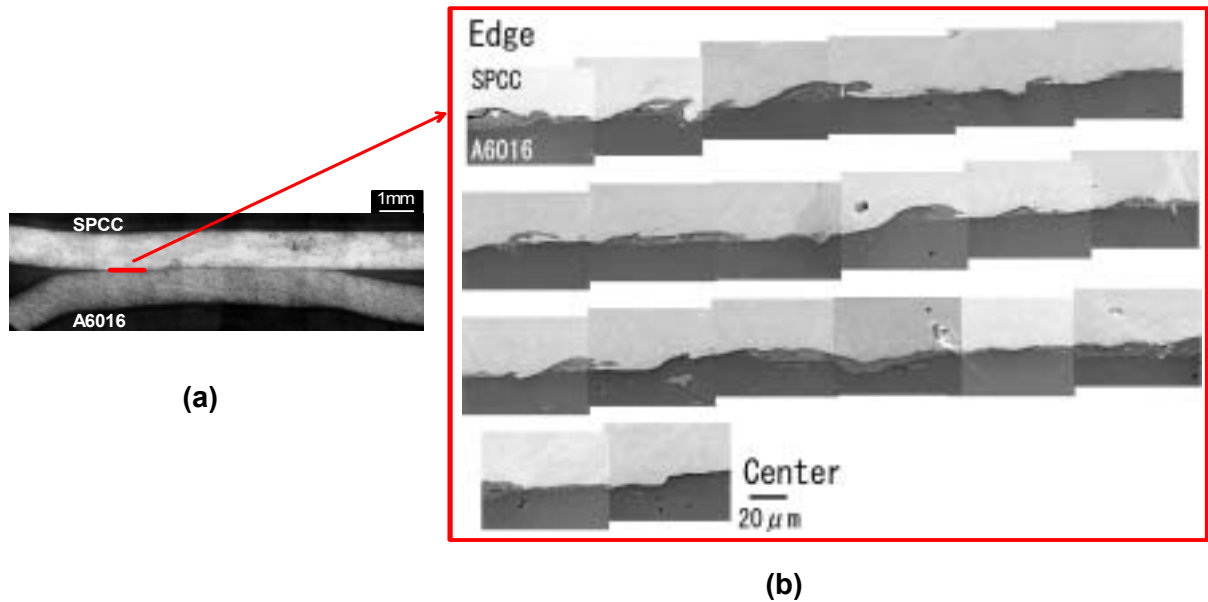 Edge
SPCC
A6016
1mm
SPCC
A6016
(a)
Center
20 μm
(b)